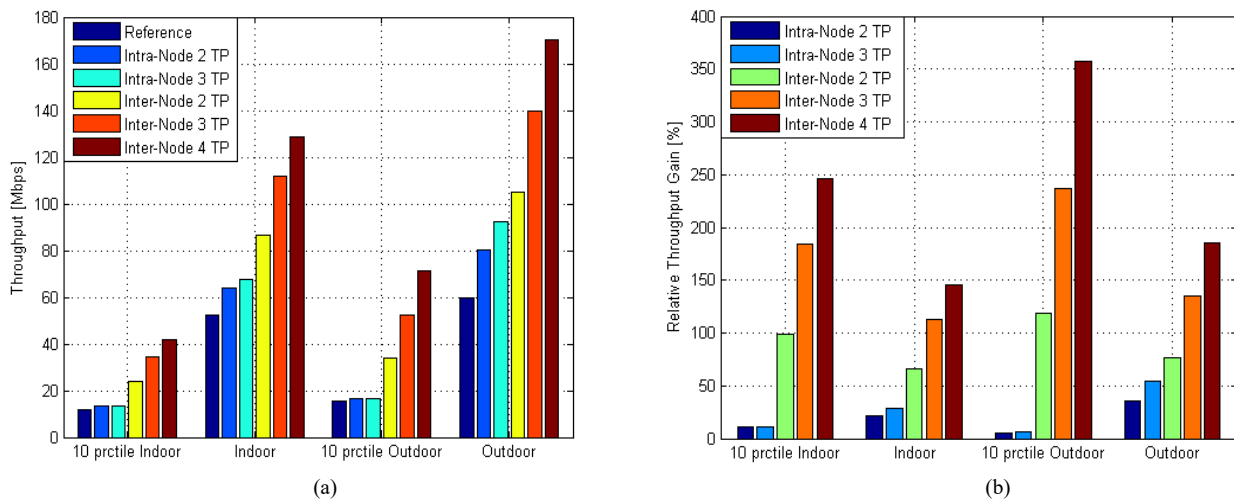 180
160
140
120
100
80
60
40
20
0
Throughput [Mbps]
Reference
Intra-Node 2 TP
Intra-Node 3 TP
Inter-Node 2 TP
Inter-Node 3 TP
Inter-Node 4 TP
10 prctile Indoor
Indoor
10 prctile Outdoor
Outdoor
(a)
400
350
300
250
200
150
100
50
0
Relative Throughput Gain [%]
Intra-Node 2 TP
Intra-Node 3 TP
Inter-Node 2 TP
Inter-Node 3 TP
Inter-Node 4 TP
10 prctile Indoor
Indoor
10 prctile Outdoor
Outdoor
(b)